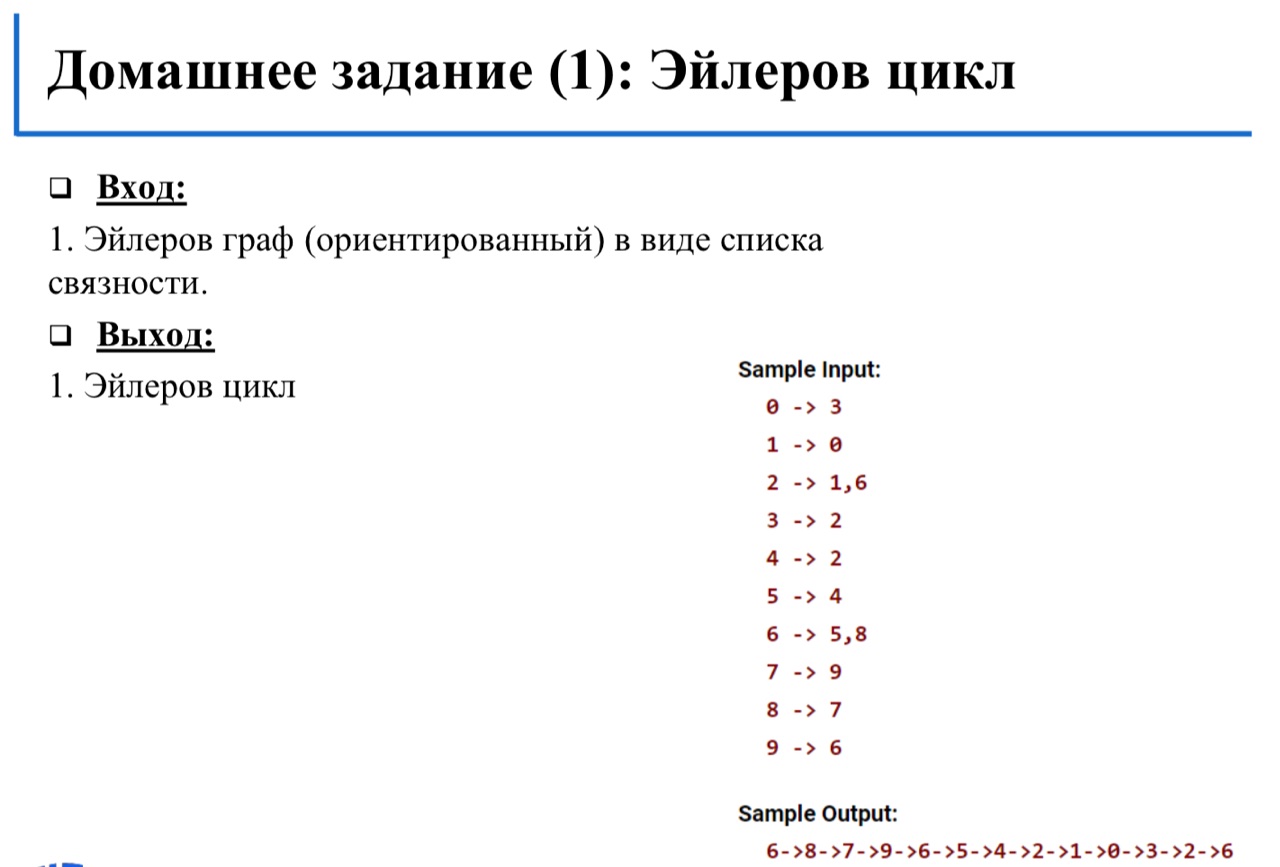 Домашнее задание (1): Эйлеров цикл
Вход:
1. Эйлеров граф (ориентированный) в виде списка
связности.
Выход:
1. Эйлеров цикл
Sample Input:
0 -> 3
1 -> 0
2 -> 1,6
3 -> 2
4 -> 2
5 -> 4
6 -> 5,8
7 -> 9
8 -> 7
9 -> 6
Sample Output:
6->8->7->9->6->5->4->2->1->0->3->2->6